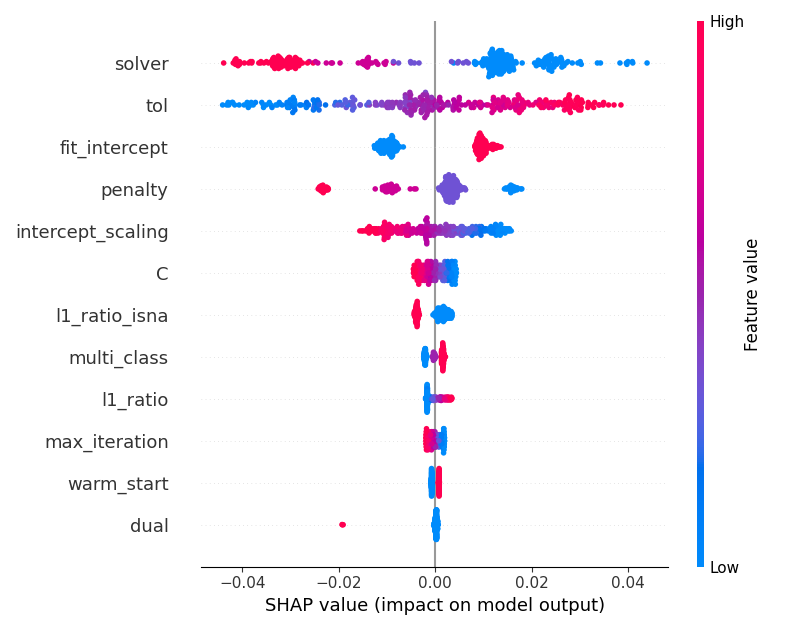 High
solver
tol
fit_intercept
penalty
intercept_scaling
C
l1_ratio_isna
multi_class
l1_ratio
max_iteration
warm_start
dual
Feature value
Low
−0.04 −0.02 0.00 0.02 0.04
SHAP value (impact on model output)